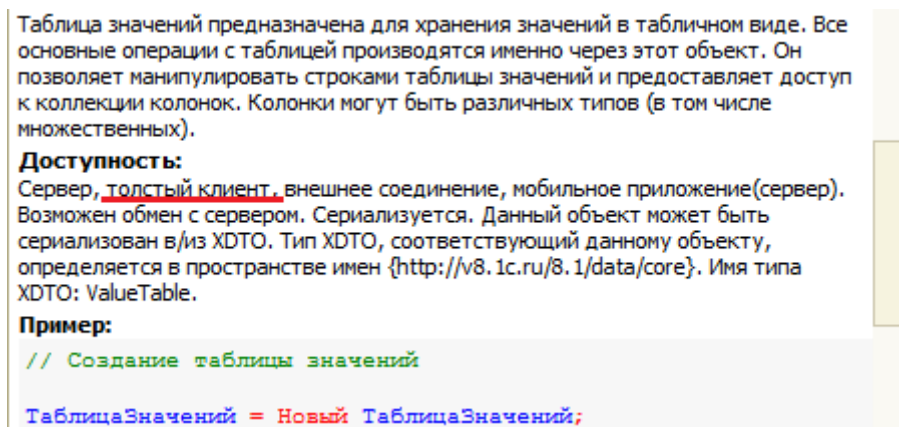 Таблица значений предназначена для хранения значений в табличном виде. Все
основные операции с таблицей производятся именно через этот объект. Он
позволяет манипулировать строками таблицы значений и предоставляет доступ
к коллекции колонок. Колонки могут быть различных типов (в том числе
множественных).
Доступность:
Сервер, толстый клиент, внешнее соединение, мобильное приложение(сервер).
Возможен обмен с сервером. Сериализуется. Данный объект может быть
сериализован в/из XDTO. Тип XDTO, соответствующий данному объекту,
определяется в пространстве имен {http://v8.1c.ru/8.1/data/core}. Имя типа
XDTO: ValueTable.
Пример:
// Создание таблицы значений
ТаблицаЗначений = Новый ТаблицаЗначений;